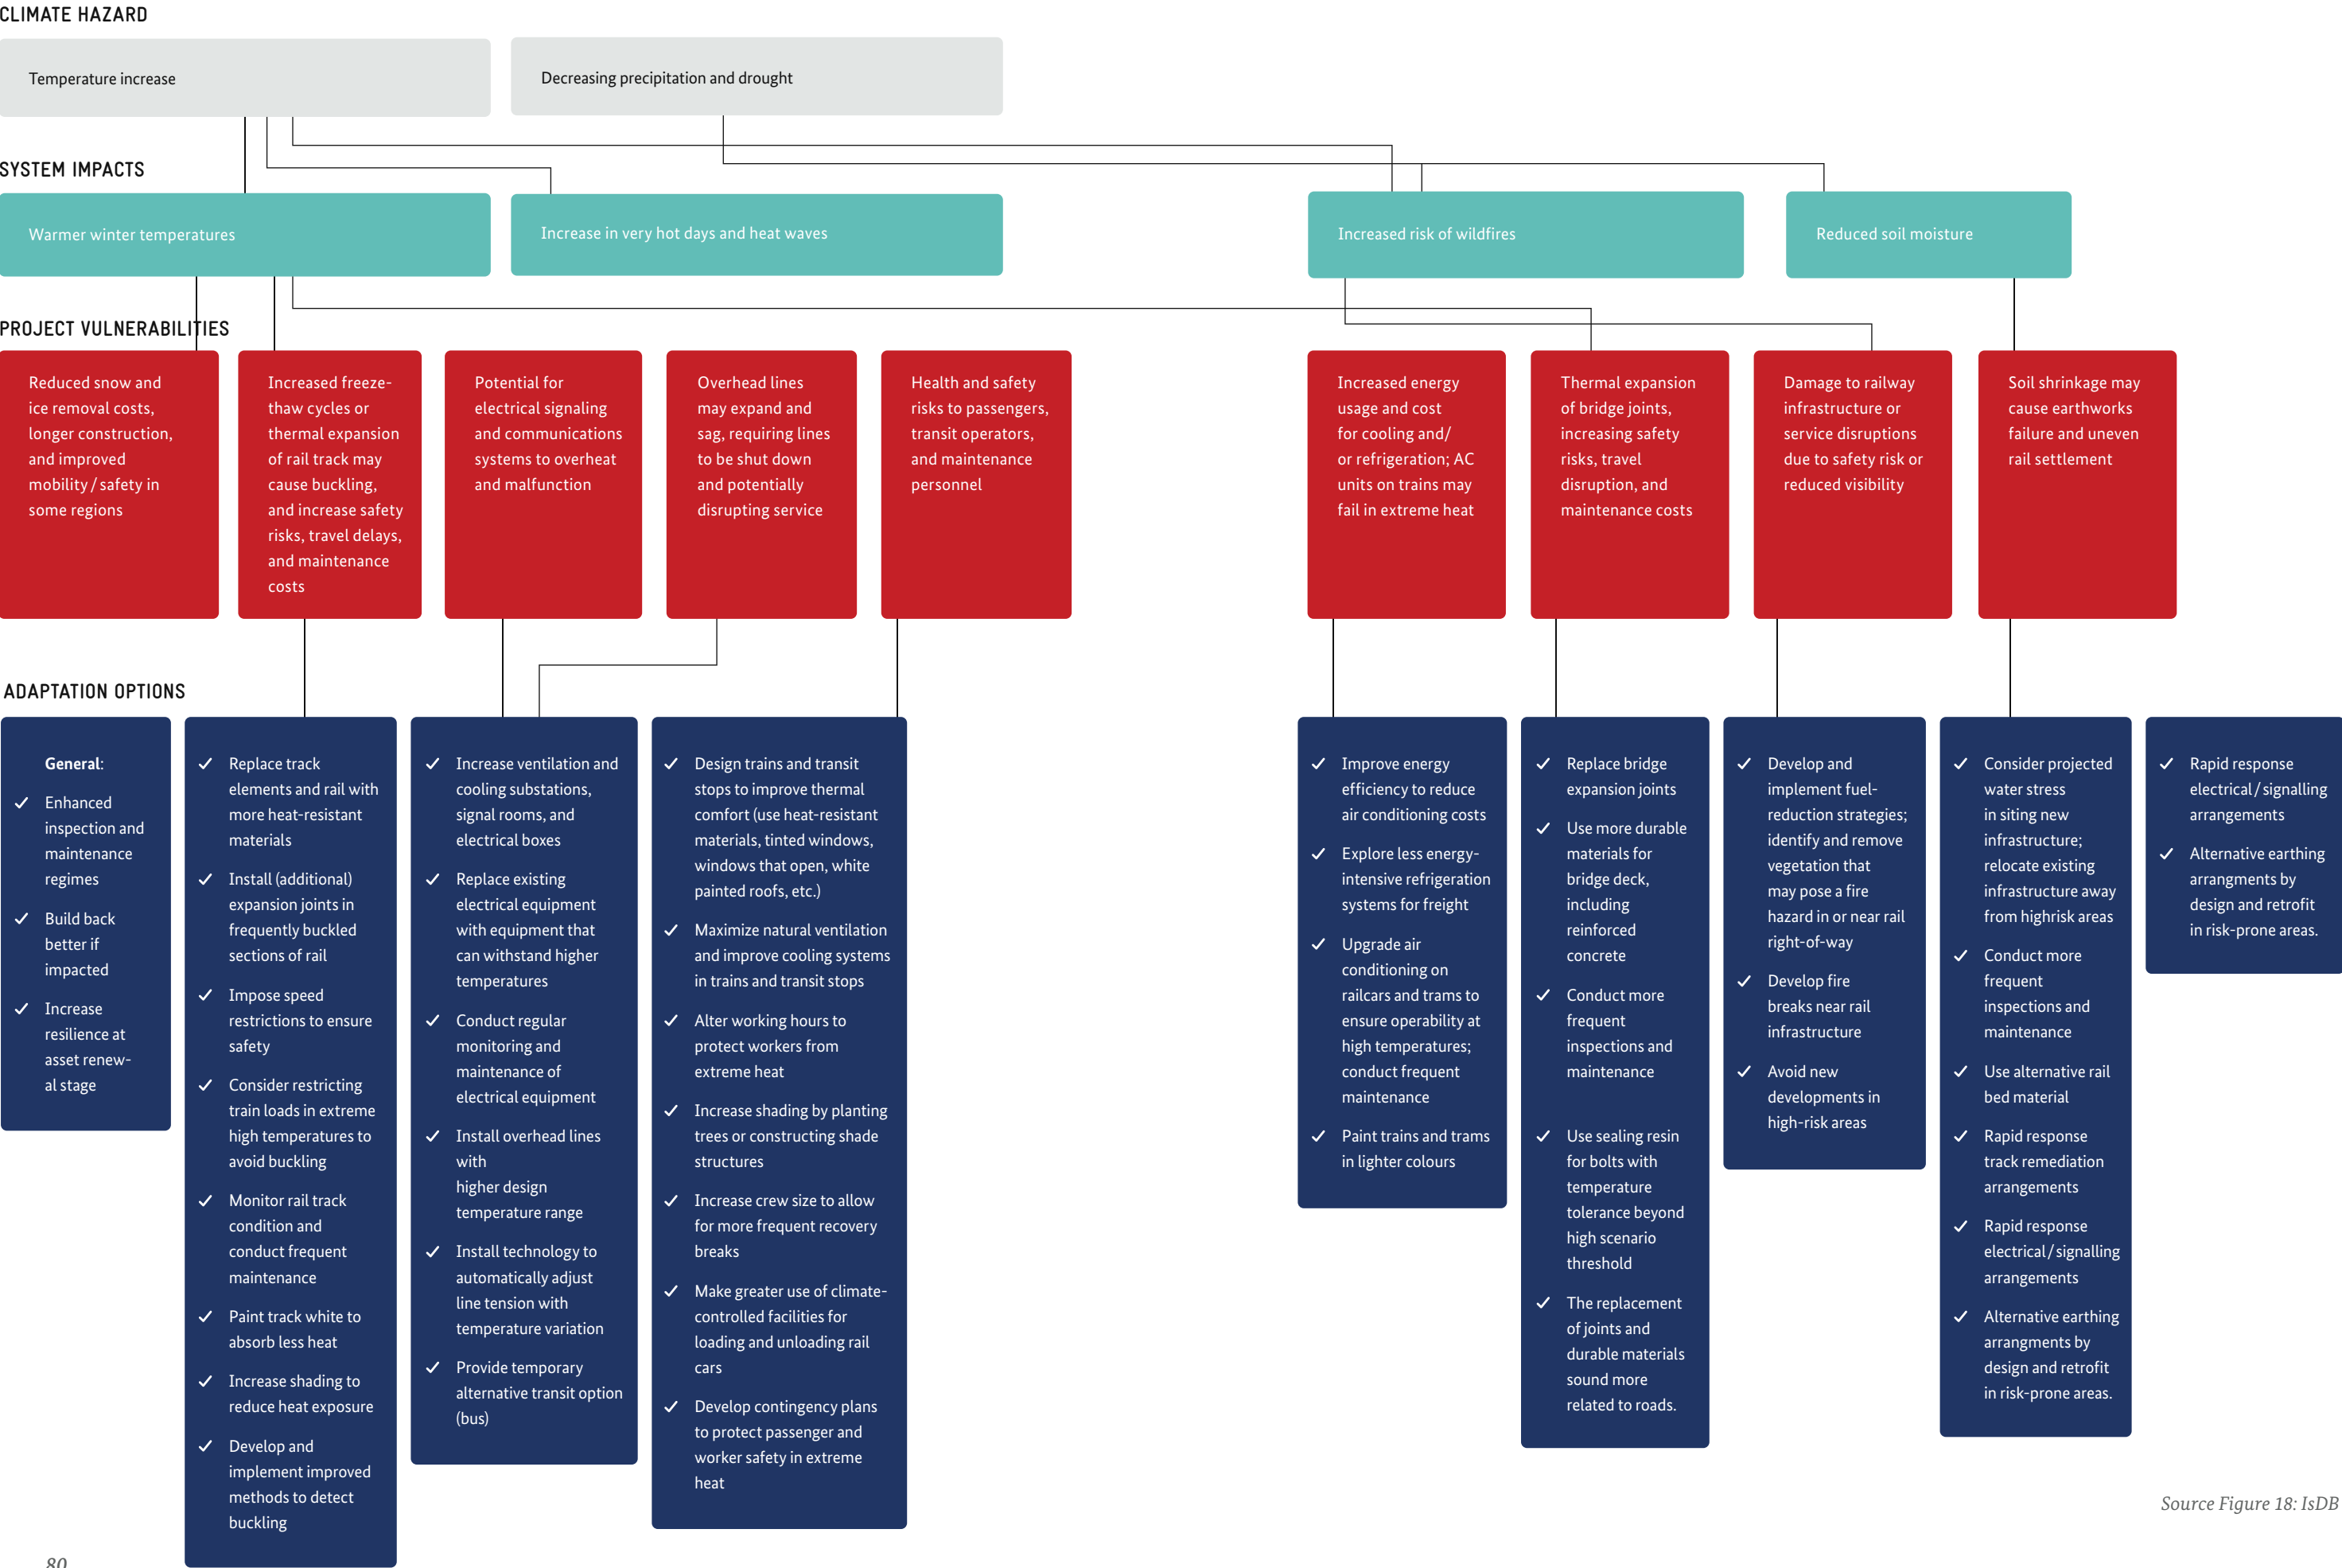 CLIMATE HAZARD
Temperature increase
Decreasing precipitation and drought
SYSTEM IMPACTS
Warmer winter temperatures
Increase in very hot days and heat waves
Increased risk of wildfires
Reduced soil moisture
PROJECT VULNERABILITIES
Reduced snow and
ice removal costs,
longer construction,
and improved
mobility / safety in
some regions
Increased freeze-
thaw cycles or
thermal expansion
of rail track may
cause buckling,
and increase safety
risks, travel delays,
and maintenance
costs
Potential for
electrical signaling
and communications
systems to overheat
and malfunction
Overhead lines
may expand and
sag, requiring lines
to be shut down
and potentially
disrupting service
Health and safety
risks to passengers,
transit operators,
and maintenance
personnel
Increased energy
usage and cost
for cooling and/
or refrigeration; AC
units on trains may
fail in extreme heat
Thermal expansion
of bridge joints,
increasing safety
risks, travel
disruption, and
maintenance costs
Damage to railway
infrastructure or
service disruptions
due to safety risk or
reduced visibility
Soil shrinkage may
cause earthworks
failure and uneven
rail settlement
ADAPTATION OPTIONS
General:
✓ Enhanced
inspection and
maintenance
regimes
✓ Build back
better if
impacted
✓ Increase
resilience at
asset renew-
al stage
✓ Replace track
elements and rail with
more heat-resistant
materials
✓ Install (additional)
expansion joints in
frequently buckled
sections of rail
✓ Impose speed
restrictions to ensure
safety
✓ Consider restricting
train loads in extreme
high temperatures to
avoid buckling
✓ Monitor rail track
condition and
conduct frequent
maintenance
✓ Paint track white to
absorb less heat
✓ Increase shading to
reduce heat exposure
✓ Develop and
implement improved
methods to detect
buckling
✓ Increase ventilation and
cooling substations,
signal rooms, and
electrical boxes
✓ Replace existing
electrical equipment
with equipment that
can withstand higher
temperatures
✓ Conduct regular
monitoring and
maintenance of
electrical equipment
✓ Install overhead lines
with
higher design
temperature range
✓ Install technology to
automatically adjust
line tension with
temperature variation
✓ Provide temporary
alternative transit option
(bus)
✓ Design trains and transit
stops to improve thermal
comfort (use heat-resistant
materials, tinted windows,
windows that open, white
painted roofs, etc.)
✓ Maximize natural ventilation
and improve cooling systems
in trains and transit stops
✓ Alter working hours to
protect workers from
extreme heat
✓ Increase shading by planting
trees or constructing shade
structures
✓ Increase crew size to allow
for more frequent recovery
breaks
✓ Make greater use of climate-
controlled facilities for
loading and unloading rail
cars
✓ Develop contingency plans
to protect passenger and
worker safety in extreme
heat
✓ Improve energy
efficiency to reduce
air conditioning costs
✓ Explore less energy-
intensive refrigeration
systems for freight
✓ Upgrade air
conditioning on
railcars and trams to
ensure operability at
high temperatures;
conduct frequent
maintenance
✓ Paint trains and trams
in lighter colours
✓ Replace bridge
expansion joints
✓ Use more durable
materials for
bridge deck,
including
reinforced
concrete
✓ Conduct more
frequent
inspections and
maintenance
✓ Use sealing resin
for bolts with
temperature
tolerance beyond
high scenario
threshold
✓ The replacement
of joints and
durable materials
sound more
related to roads.
✓ Develop and
implement fuel-
reduction strategies;
identify and remove
vegetation that
may pose a fire
hazard in or near rail
right-of-way
✓ Develop fire
breaks near rail
infrastructure
✓ Avoid new
developments in
high-risk areas
✓ Consider projected
water stress
in siting new
infrastructure;
relocate existing
infrastructure away
from highrisk areas
✓ Conduct more
frequent
inspections and
maintenance
✓ Use alternative rail
bed material
✓ Rapid response
track remediation
arrangements
✓ Rapid response
electrical / signalling
arrangements
✓ Alternative earthing
arrangments by
design and retrofit
in risk-prone areas.
✓ Rapid response
electrical / signalling
arrangements
✓ Alternative earthing
arrangments by
design and retrofit
in risk-prone areas.
Source Figure 18: IsDB
80